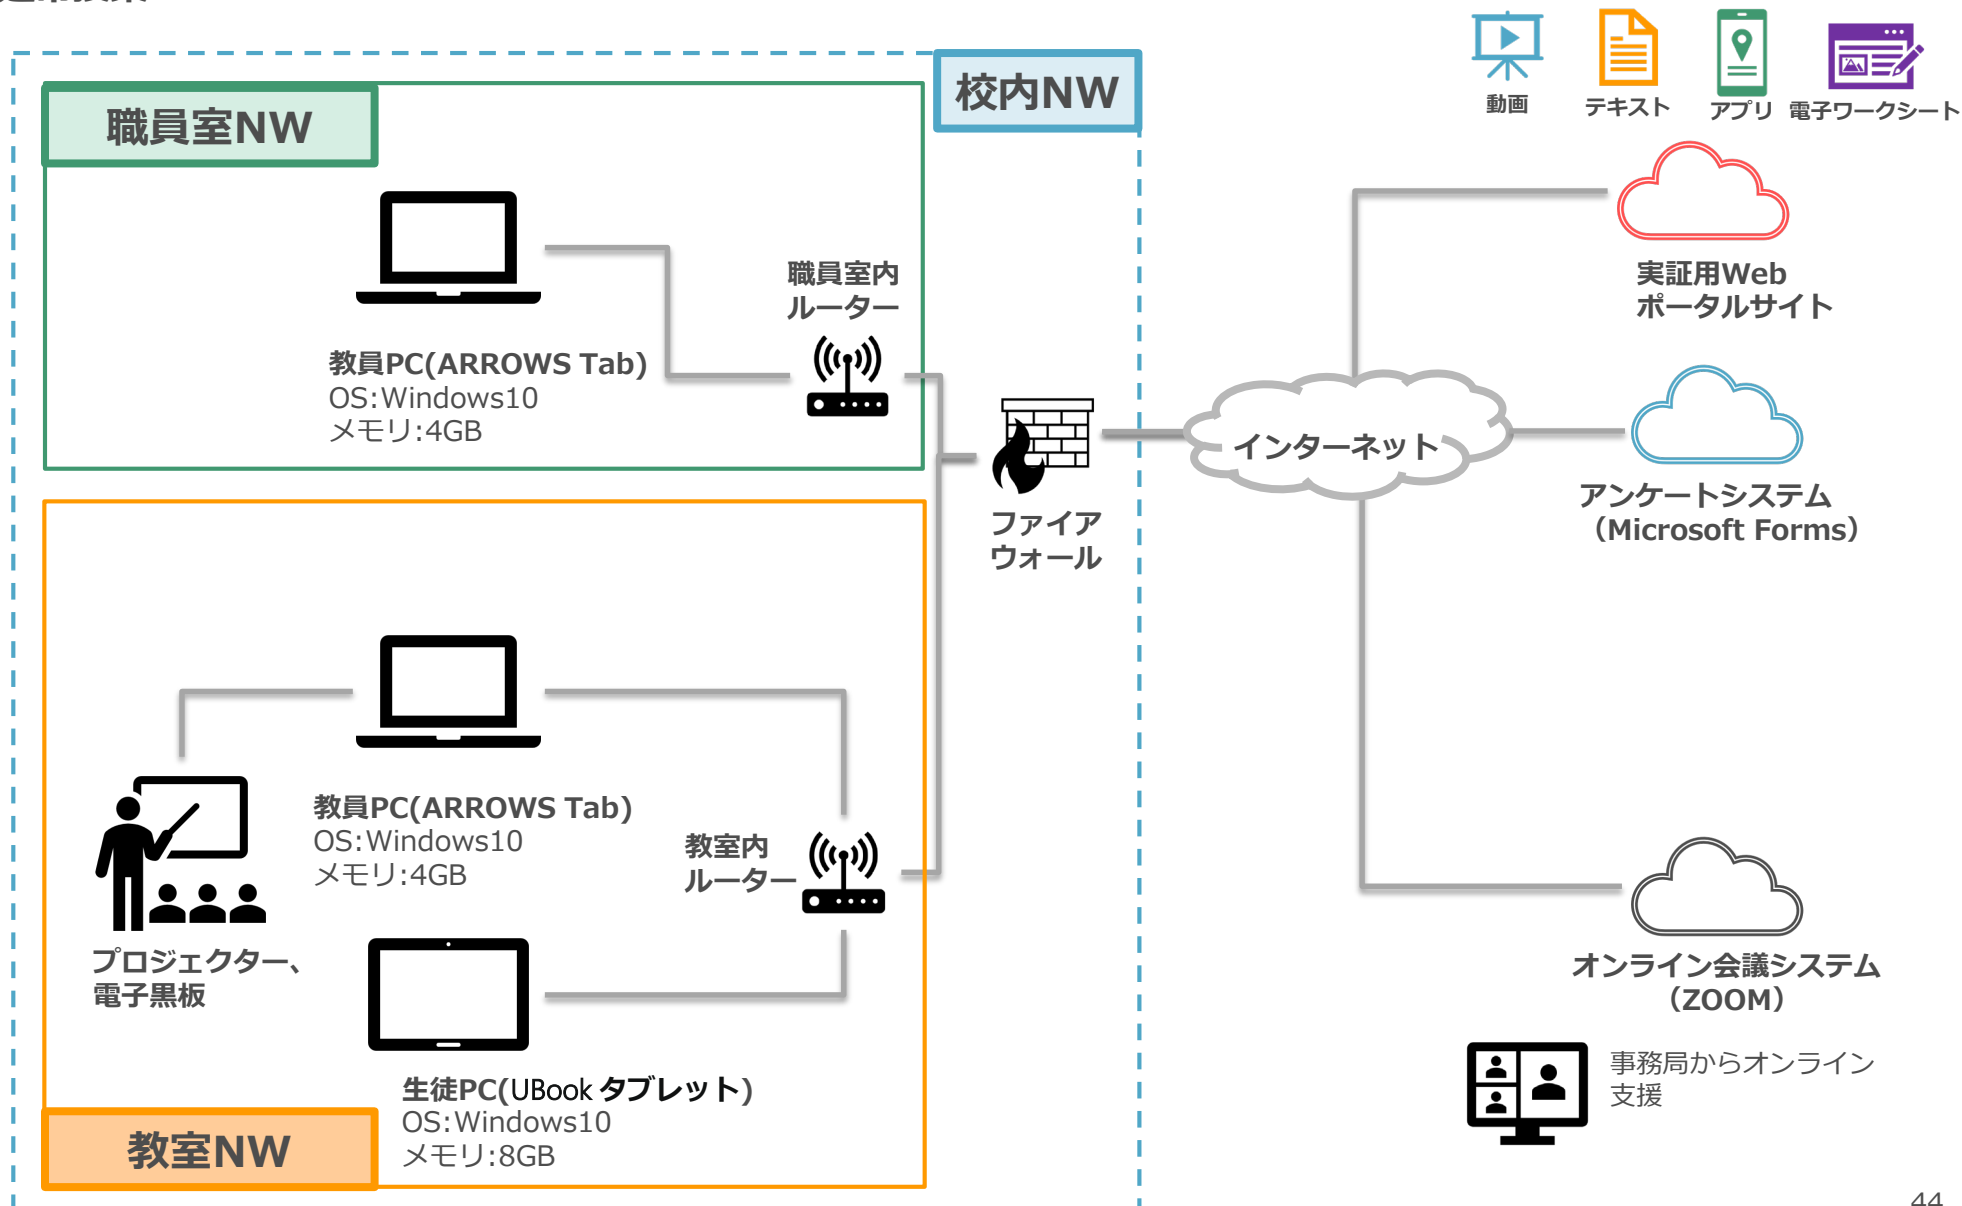 校内NW
動画
テキスト
アプリ
電子ワークシート
職員室NW
職員室内
ルーター
教員PC(ARROWS Tab)
OS:Windows10
メモリ:4GB
ファイア
ウォール
インターネット
実証用Web
ポータルサイト
アンケートシステム
（Microsoft Forms）
教員PC(ARROWS Tab)
OS:Windows10
メモリ:4GB
教室内
ルーター
プロジェクター、
電子黒板
生徒PC(UBook タブレット)
OS:Windows10
メモリ:8GB
教室NW
オンライン会議システム
（ZOOM）
事務局からオンライン
支援
44